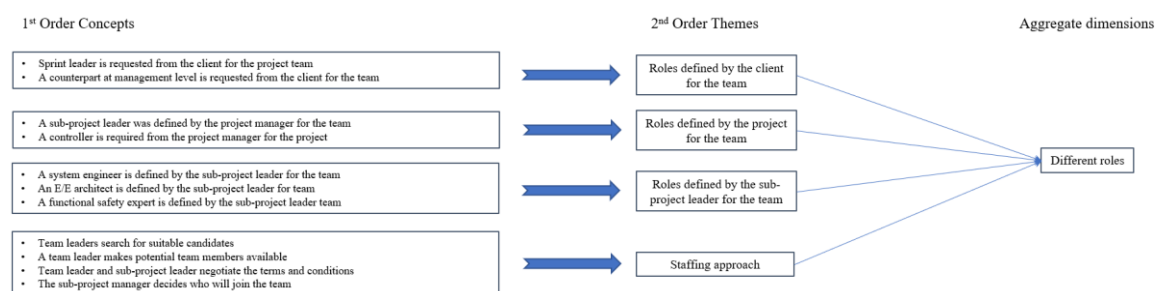 1st Order Concepts
2nd Order Themes
Aggregate dimensions
• Sprint leader is requested from the client for the project team
• A counterpart at management level is requested from the client for the team
Roles defined by the client
for the team
• A sub-project leader was defined by the project manager for the team
• A controller is required from the project manager for the project
Roles defined by the project
for the team
• A system engineer is defined by the sub-project leader for the team
• An E/E architect is defined by the sub-project leader for team
• A functional safety expert is defined by the sub-project leader team
Roles defined by the sub-
project leader for the team
• Team leaders search for suitable candidates
• A team leader makes potential team members available
• Team leader and sub-project leader negotiate the terms and conditions
• The sub-project manager decides who will join the team
Staffing approach
Different roles